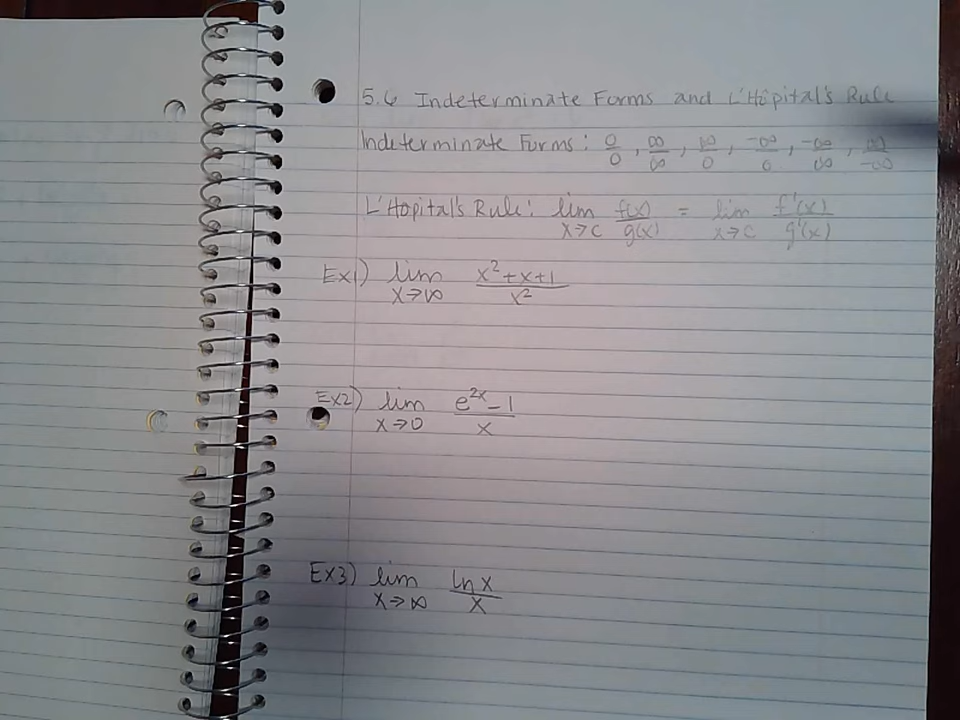 5.6 Indeterminate Forms and L'Hôpital's Rule
Indeterminate Forms: 0/0, ∞/∞, ∞/0, -∞/0, -∞/∞, ∞/-∞
L'Hôpital's Rule: lim x→c f(x)/g(x) = lim x→c f'(x)/g'(x)
Ex1) lim x→∞ (x²+x+1)/x²
Ex2) lim x→0 (e^(2x) - 1)/x
Ex3) lim x→∞ ln x/x